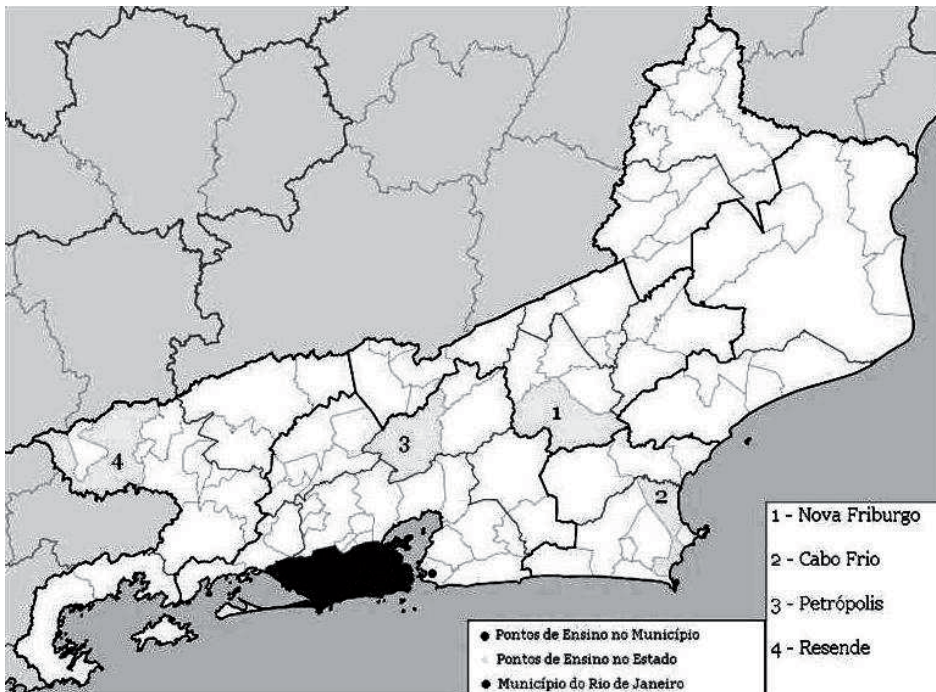 1
3
4
2
1 - Nova Friburgo
2 - Cabo Frio
3 - Petrópolis
4 - Resende
Pontos de Ensino no Município
Pontos de Ensino no Estado
Município do Rio de Janeiro